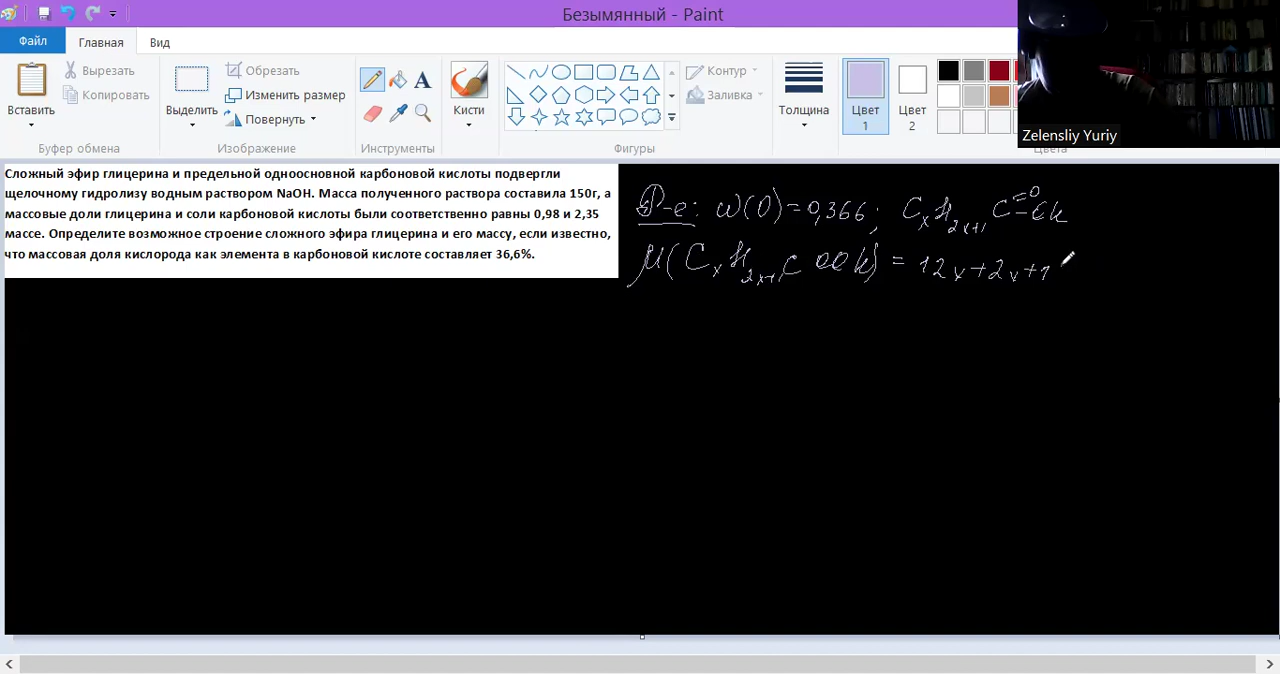 Безымянный - Paint
Файл
Главная
Вид
Вставить
Вырезать
Копировать
Буфер обмена
Выделить
Обрезать
Изменить размер
Повернуть
Изображение
Инструменты
Кисти
Фигуры
Контур
Заливка
Толщина
Цвет
1
Цвет
2
Цвета
Zelensliy Yuriy
Сложный эфир глицерина и предельной одноосновной карбоновой кислоты подвергли
щелочному гидролизу водным раствором NaOH. Масса полученного раствора составила 150г, а
массовые доли глицерина и соли карбоновой кислоты были соответственно равны 0,98 и 2,35
массе. Определите возможное строение сложного эфира глицерина и его массу, если известно,
что массовая доля кислорода как элемента в карбоновой кислоте составляет 36,6%.
Р-е: ω(O)=0,366; CxH2x+1 C=O
M(CxH2x+1 COOH) = 12x+2x+1